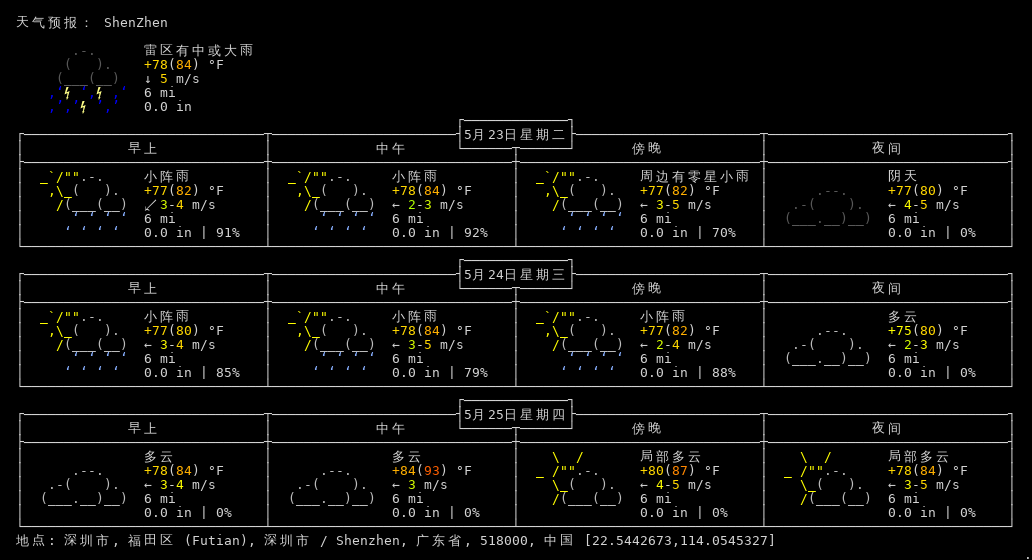 天气预报： ShenZhen
雷区有中或大雨
+78(84) °F
↓ 5 m/s
6 mi
0.0 in
5月23日星期二
早上 中午 傍晚 夜间
小阵雨 小阵雨 周边有零星小雨 阴天
+77(82) °F +78(84) °F +77(82) °F +77(80) °F
↙ 3-4 m/s ← 2-3 m/s ← 3-5 m/s ← 4-5 m/s
6 mi 6 mi 6 mi 6 mi
0.0 in | 91% 0.0 in | 92% 0.0 in | 70% 0.0 in | 0%
5月24日星期三
早上 中午 傍晚 夜间
小阵雨 小阵雨 小阵雨 多云
+77(80) °F +78(84) °F +77(82) °F +75(80) °F
← 3-4 m/s ← 3-5 m/s ← 2-4 m/s ← 2-3 m/s
6 mi 6 mi 6 mi 6 mi
0.0 in | 85% 0.0 in | 79% 0.0 in | 88% 0.0 in | 0%
5月25日星期四
早上 中午 傍晚 夜间
多云 多云 局部多云 局部多云
+78(84) °F +84(93) °F +80(87) °F +78(84) °F
← 3-4 m/s ← 3 m/s ← 4-5 m/s ← 3-5 m/s
6 mi 6 mi 6 mi 6 mi
0.0 in | 0% 0.0 in | 0% 0.0 in | 0% 0.0 in | 0%
地点: 深圳市, 福田区 (Futian), 深圳市 / Shenzhen, 广东省, 518000, 中国 [22.5442673,114.0545327]